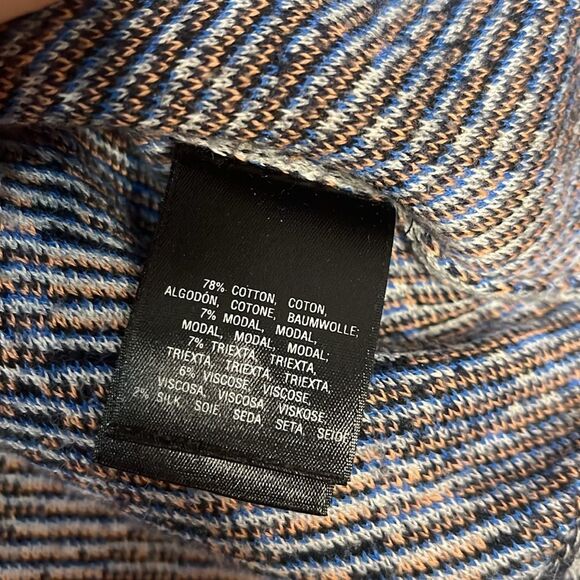 78% COTTON, COTON,
ALGODÓN, COTONE, BAUMWOLLE;
7% MODAL, MODAL,
MODAL, MODAL, MODAL;
7% TRIEXTA, TRIEXTA,
TRIEXTA, TRIEXTA, TRIEXTA.
6% VISCOSE, VISCOSE,
VISCOSA, VISCOSA, VISKOSE.
2% SILK, SOIE, SEDA, SETA, SEIDE